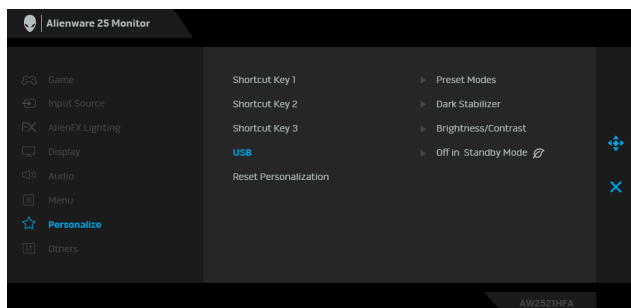 Alienware 25 Monitor
Game
Input Source
AlienFX Lighting
Display
Audio
Menu
Personalize
Others
Shortcut Key 1 Preset Modes
Shortcut Key 2 Dark Stabilizer
Shortcut Key 3 Brightness/Contrast
USB Off in Standby Mode
Reset Personalization
AW2521HFA